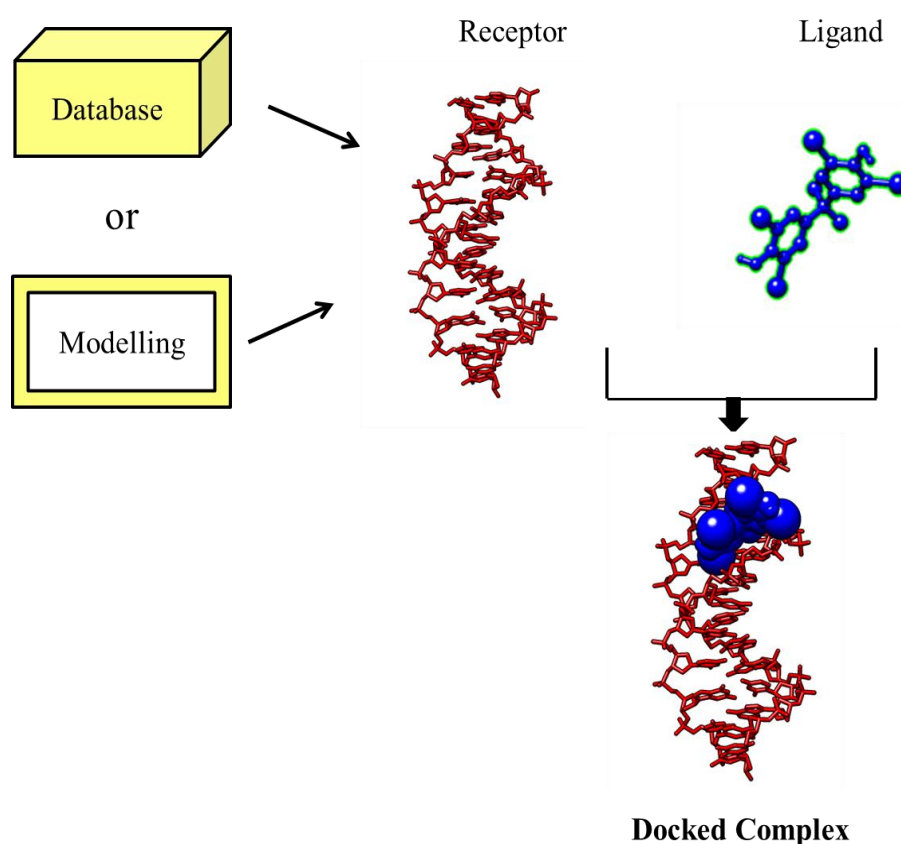 Receptor
Ligand
Database
or
Modelling
Docked Complex